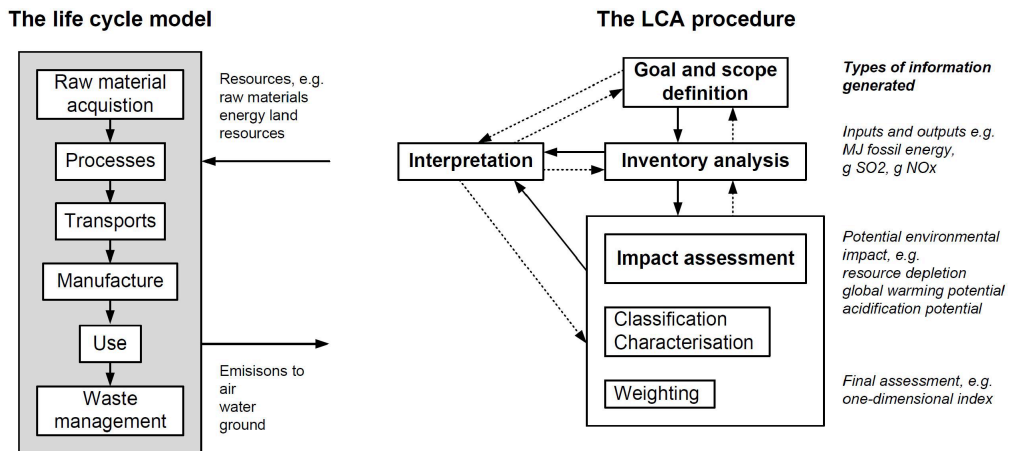 The life cycle model
Raw material
acquistion
Processes
Transports
Manufacture
Use
Waste
management
Resources, e.g.
raw materials
energy land
resources
Emisisons to
air
water
ground
The LCA procedure
Goal and scope
definition
Interpretation
Inventory analysis
Impact assessment
Classification
Characterisation
Weighting
Types of information
generated
Inputs and outputs e.g.
MJ fossil energy,
g SO2, g NOx
Potential environmental
impact, e.g.
resource depletion
global warming potential
acidification potential
Final assessment, e.g.
one-dimensional index